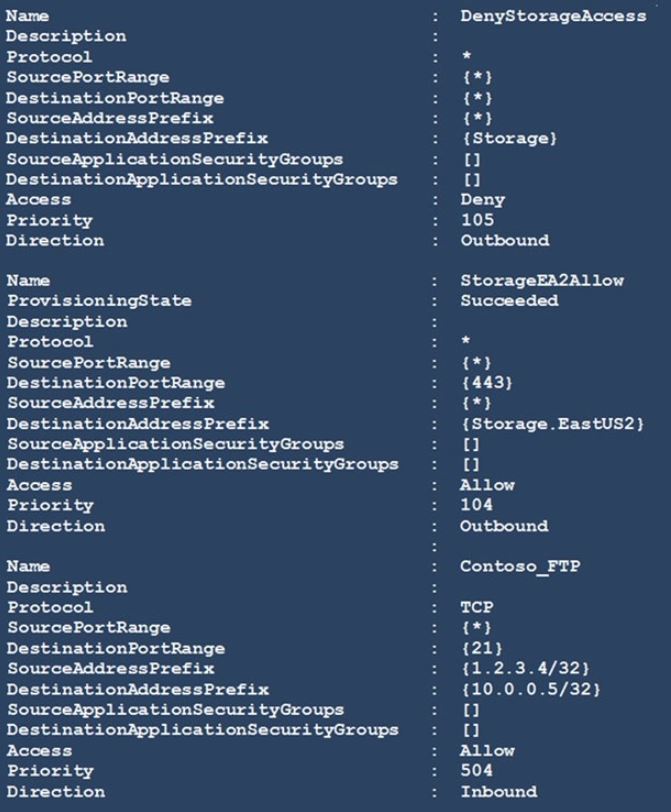 Name : DenyStorageAccess
Description :
Protocol : *
SourcePortRange : {*}
DestinationPortRange : {*}
SourceAddressPrefix : {*}
DestinationAddressPrefix : {Storage}
SourceApplicationSecurityGroups : []
DestinationApplicationSecurityGroups : []
Access : Deny
Priority : 105
Direction : Outbound
Name : StorageEA2Allow
ProvisioningState : Succeeded
Description :
Protocol : *
SourcePortRange : {*}
DestinationPortRange : {443}
SourceAddressPrefix : {*}
DestinationAddressPrefix : {Storage.EastUS2}
SourceApplicationSecurityGroups : []
DestinationApplicationSecurityGroups : []
Access : Allow
Priority : 104
Direction : Outbound
:
Name : Contoso_FTP
Description :
Protocol : TCP
SourcePortRange : {*}
DestinationPortRange : {21}
SourceAddressPrefix : {1.2.3.4/32}
DestinationAddressPrefix : {10.0.0.5/32}
SourceApplicationSecurityGroups : []
DestinationApplicationSecurityGroups : []
Access : Allow
Priority : 504
Direction : Inbound